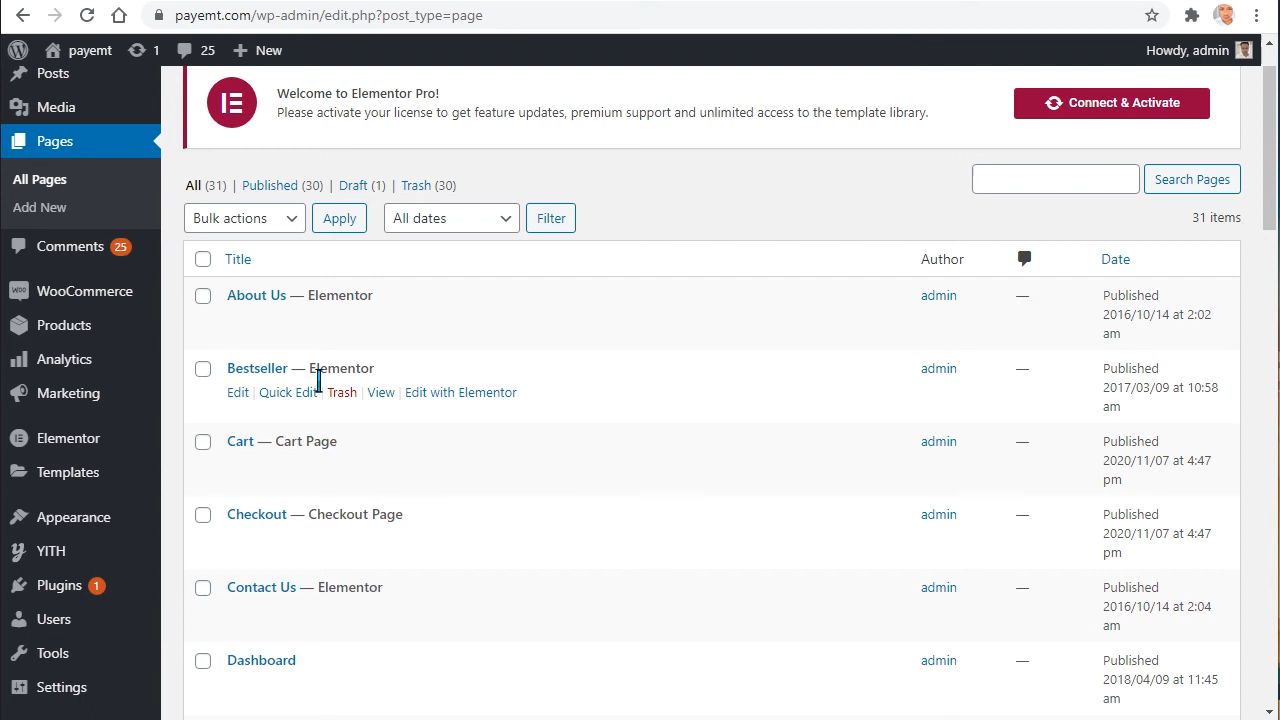 payemt.com/wp-admin/edit.php?post_type=page
payemt 1 25 New Howdy, admin
Posts
Media
Pages
All Pages
Add New
Comments 25
WooCommerce
Products
Analytics
Marketing
Elementor
Templates
Appearance
YITH
Plugins 1
Users
Tools
Settings
Welcome to Elementor Pro!
Please activate your license to get feature updates, premium support and unlimited access to the template library.
Connect & Activate
All (31) | Published (30) | Draft (1) | Trash (30)
Search Pages
Bulk actions Apply All dates Filter
31 items
Title Author Date
About Us — Elementor admin — Published
2016/10/14 at 2:02
am
Bestseller — Elementor admin — Published
Edit | Quick Edit | Trash | View | Edit with Elementor 2017/03/09 at 10:58
am
Cart — Cart Page admin — Published
2020/11/07 at 4:47
pm
Checkout — Checkout Page admin — Published
2020/11/07 at 4:47
pm
Contact Us — Elementor admin — Published
2016/10/14 at 2:04
am
Dashboard admin — Published
2018/04/09 at 11:45
am